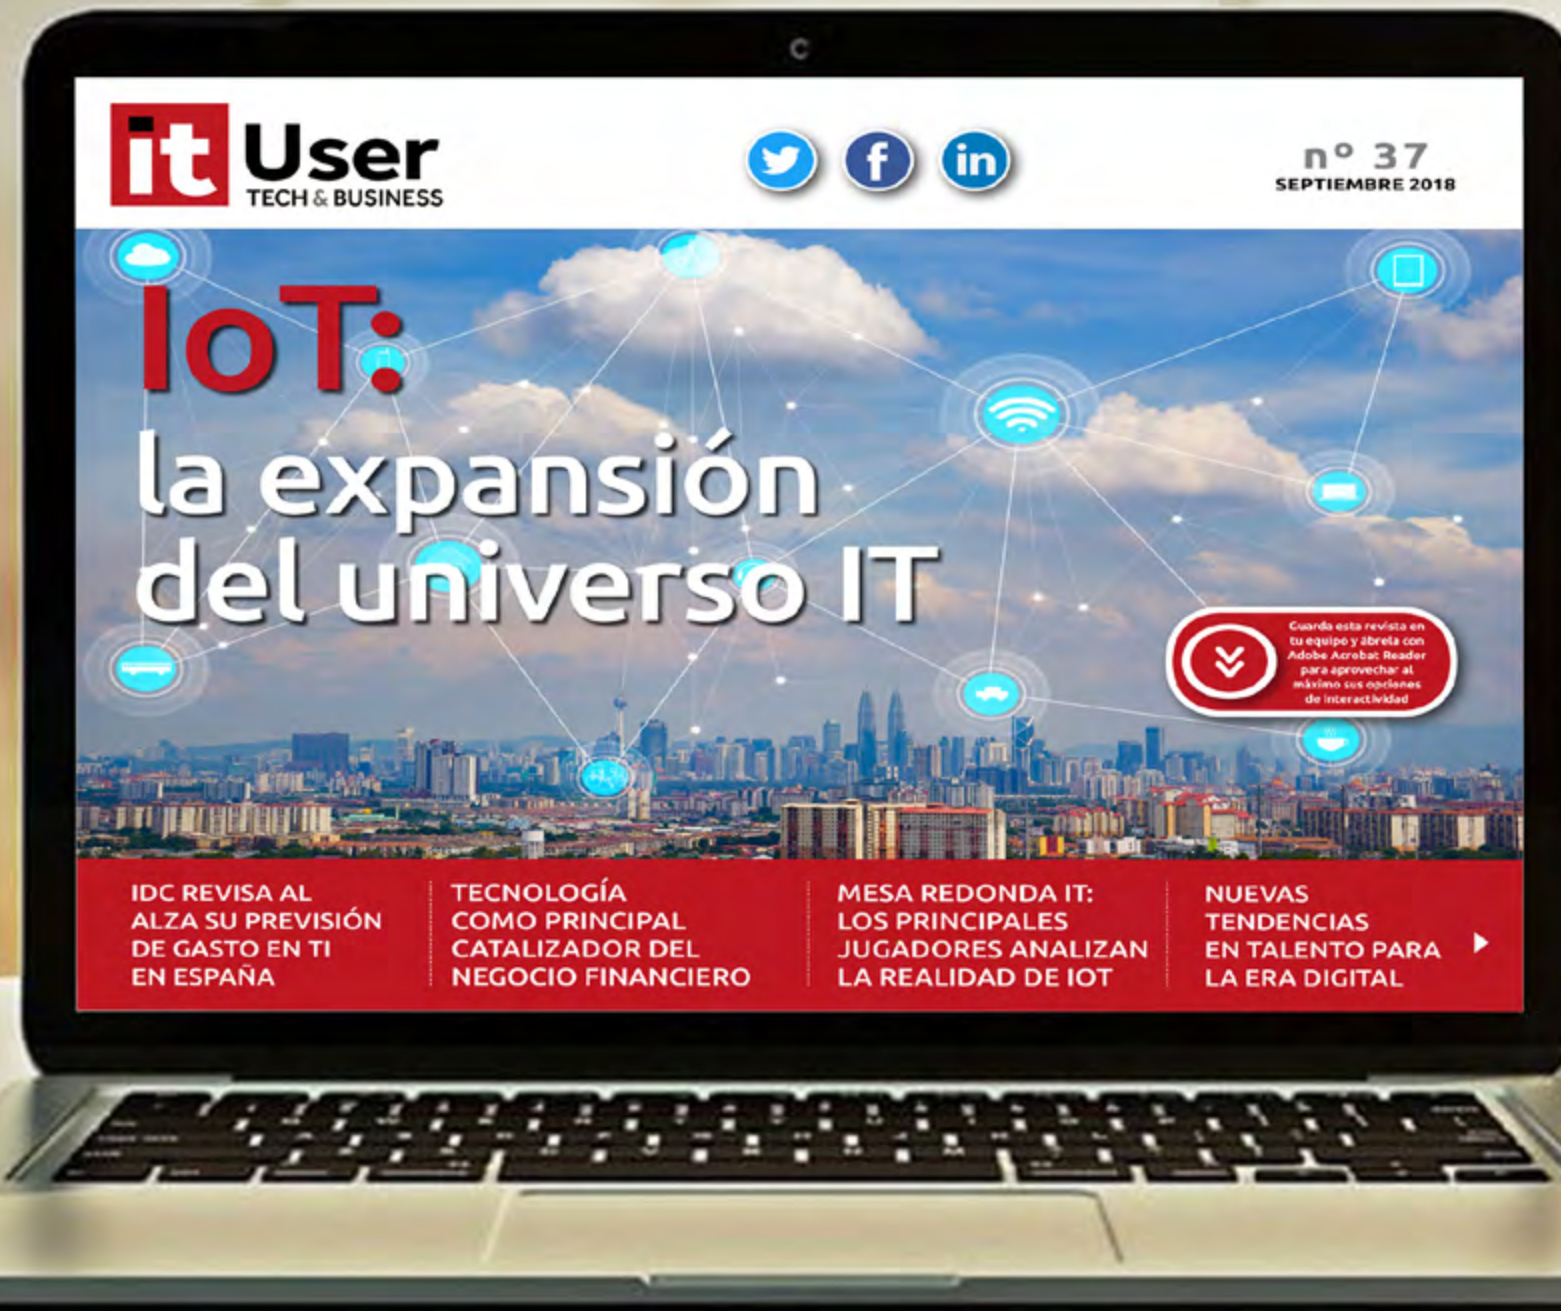 it User
TECH & BUSINESS
nº 37
SEPTIEMBRE 2018
IoT:
la expansión
del universo IT
Guarda esta revista en
tu equipo y ábrela con
Adobe Acrobat Reader
para aprovechar al
máximo sus opciones
de interactividad
IDC REVISA AL
ALZA SU PREVISIÓN
DE GASTO EN TI
EN ESPAÑA
TECNOLOGÍA
COMO PRINCIPAL
CATALIZADOR DEL
NEGOCIO FINANCIERO
MESA REDONDA IT:
LOS PRINCIPALES
JUGADORES ANALIZAN
LA REALIDAD DE IOT
NUEVAS
TENDENCIAS
EN TALENTO PARA
LA ERA DIGITAL